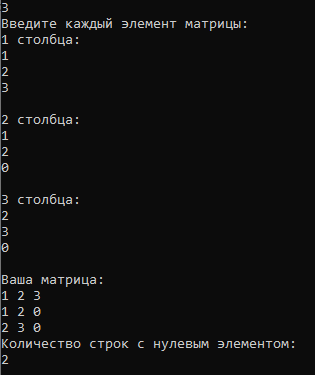 3
Введите каждый элемент матрицы:
1 столбца:
1
2
3
2 столбца:
1
2
0
3 столбца:
2
3
0
Ваша матрица:
1 2 3
1 2 0
2 3 0
Количество строк с нулевым элементом:
2